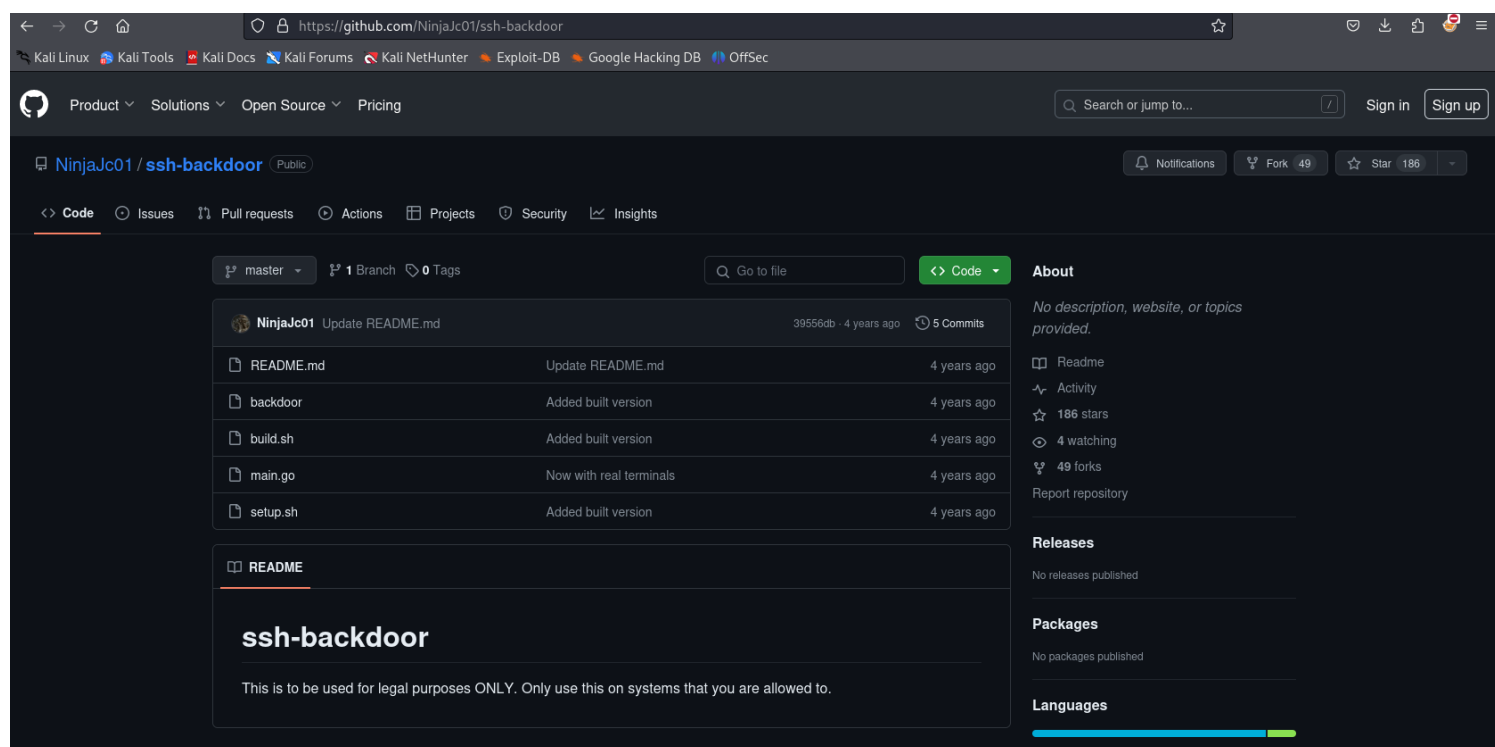 https://github.com/NinjaJc01/ssh-backdoor
Kali Linux Kali Tools Kali Docs Kali Forums Kali NetHunter Exploit-DB Google Hacking DB OffSec
Product Solutions Open Source Pricing Search or jump to... / Sign in Sign up
NinjaJc01 / ssh-backdoor Public Notifications Fork 49 Star 186
<> Code Issues Pull requests Actions Projects Security Insights
master 1 Branch 0 Tags Go to file <> Code
NinjaJc01 Update README.md 39556db · 4 years ago 5 Commits
README.md Update README.md 4 years ago
backdoor Added built version 4 years ago
build.sh Added built version 4 years ago
main.go Now with real terminals 4 years ago
setup.sh Added built version 4 years ago
README
ssh-backdoor
This is to be used for legal purposes ONLY. Only use this on systems that you are allowed to.
About
No description, website, or topics
provided.
Readme
Activity
186 stars
4 watching
49 forks
Report repository
Releases
No releases published
Packages
No packages published
Languages